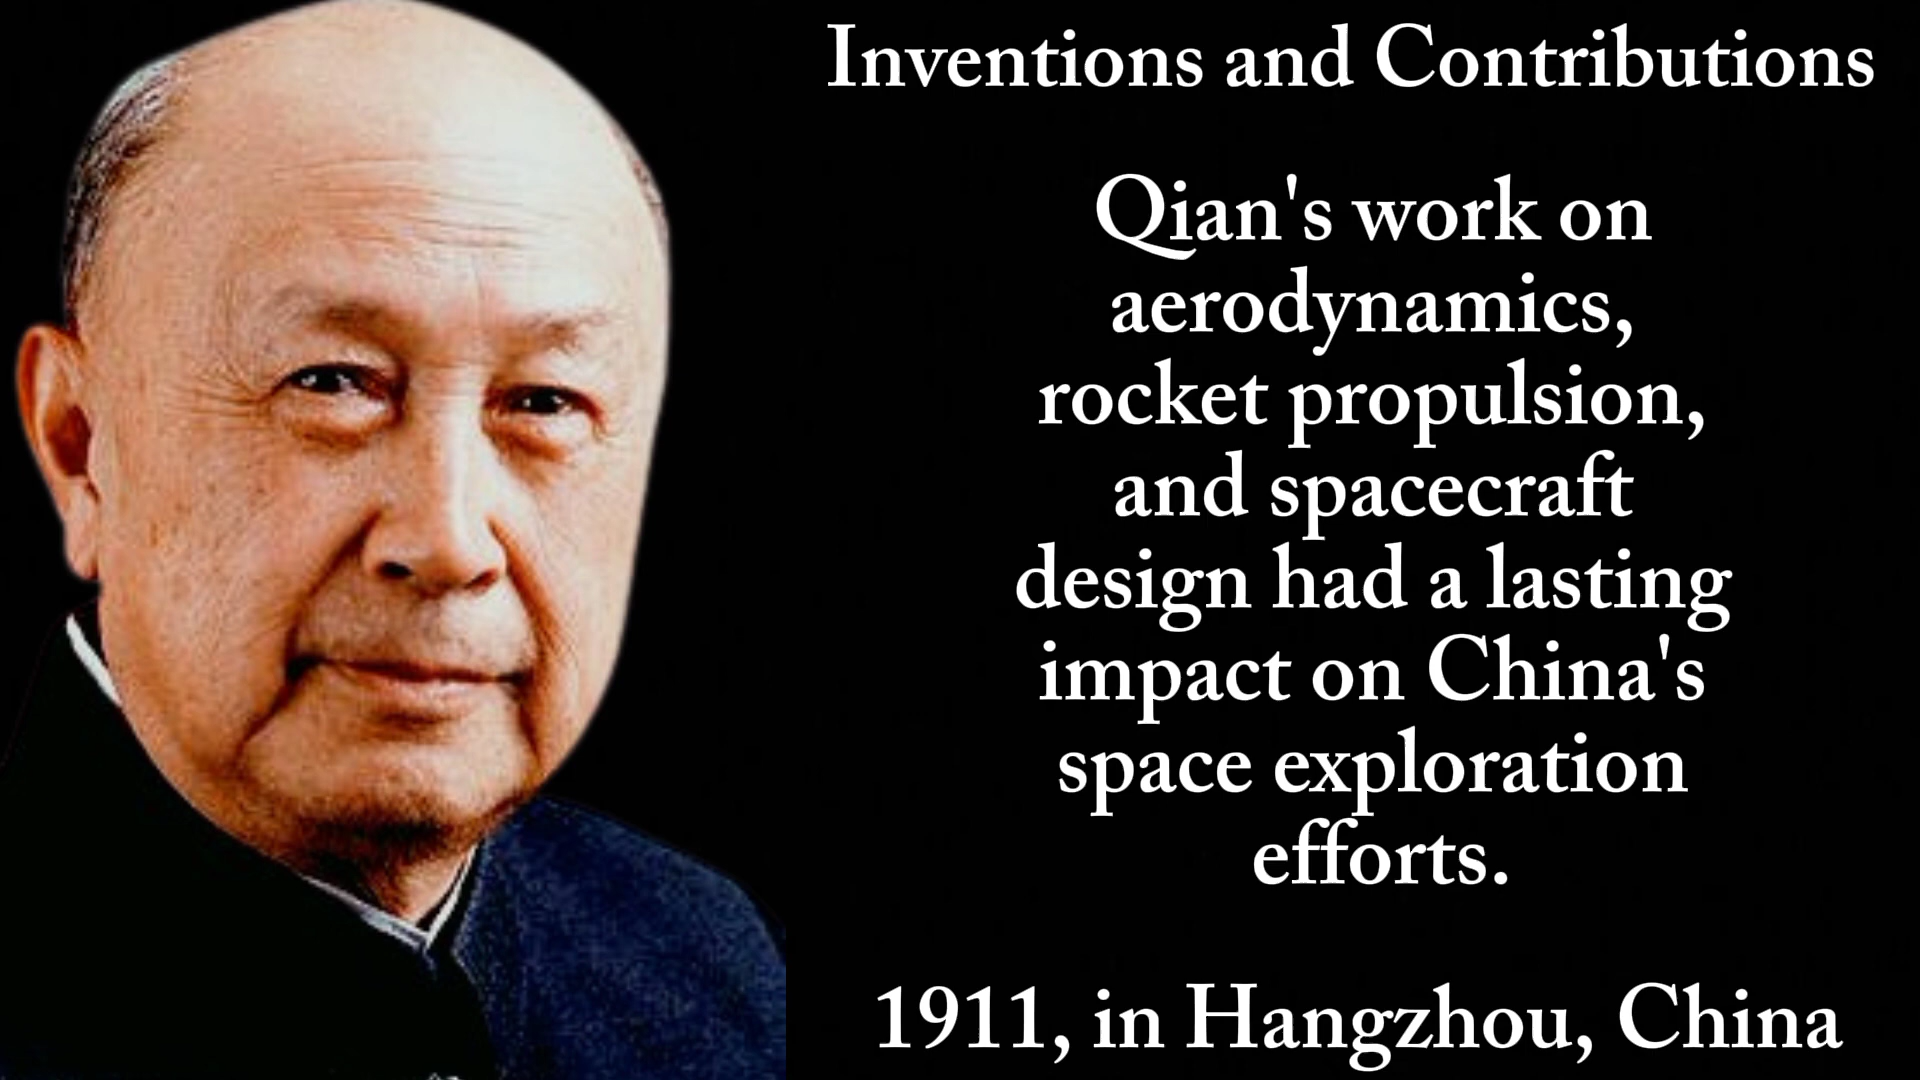 Inventions and Contributions
Qian's work on
aerodynamics,
rocket propulsion,
and spacecraft
design had a lasting
impact on China's
space exploration
efforts.
1911, in Hangzhou, China